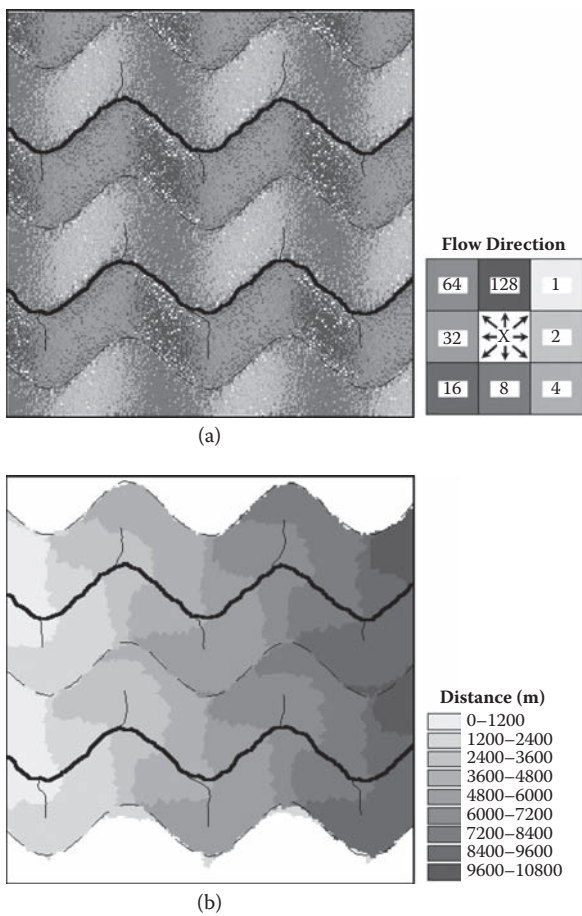 Flow Direction
64 128 1
32 X 2
16 8 4
(a)
Distance (m)
0–1200
1200–2400
2400–3600
3600–4800
4800–6000
6000–7200
7200–8400
8400–9600
9600–10800
(b)